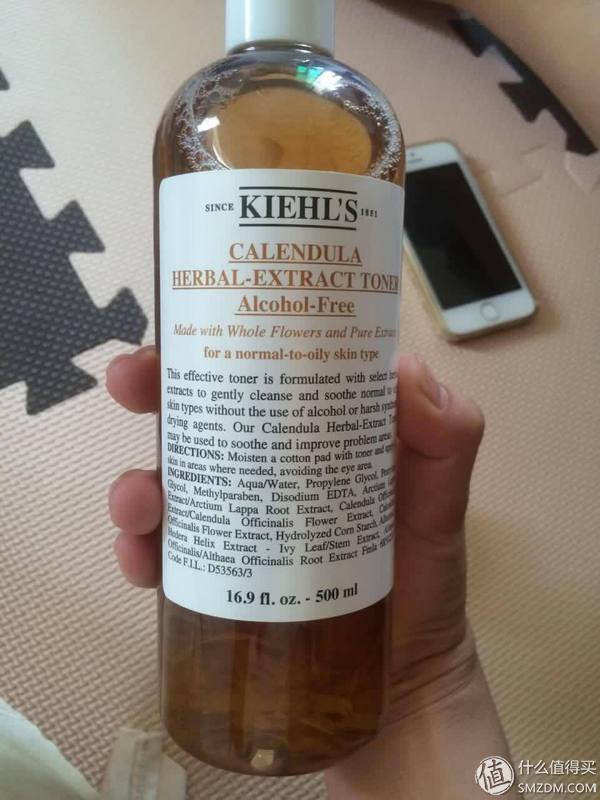 SINCE KIEHL'S 1851
CALENDULA
HERBAL-EXTRACT TONER
Alcohol-Free
Made with Whole Flowers and Pure
for a normal-to-oily skin type
This effective toner is formulated with select
extracts to gently cleanse and soothe normal to
skin types without the use of alcohol or harsh
drying agents. Our Calendula Herbal-Extract
may be used to soothe and improve problem areas.
DIRECTIONS: Moisten a cotton pad with toner and
skin in areas where needed, avoiding the eye area.
INGREDIENTS: Aqua/Water, Propylene Glycol,
Glycol, Methylparaben, Disodium EDTA, Arctium
Extract/Arctium Lappa Root Extract, Calendula
Extract/Calendula Officinalis Flower Extract,
Officinalis Flower Extract, Hydrolyzed Corn Starch,
Hedera Helix Extract - Ivy Leaf/Stem Extract,
Officinalis/Althaea Officinalis Root Extract
Code F.I.L.: D53563/3
16.9 fl. oz. - 500 ml
值 什么值得买
SMZDM.COM